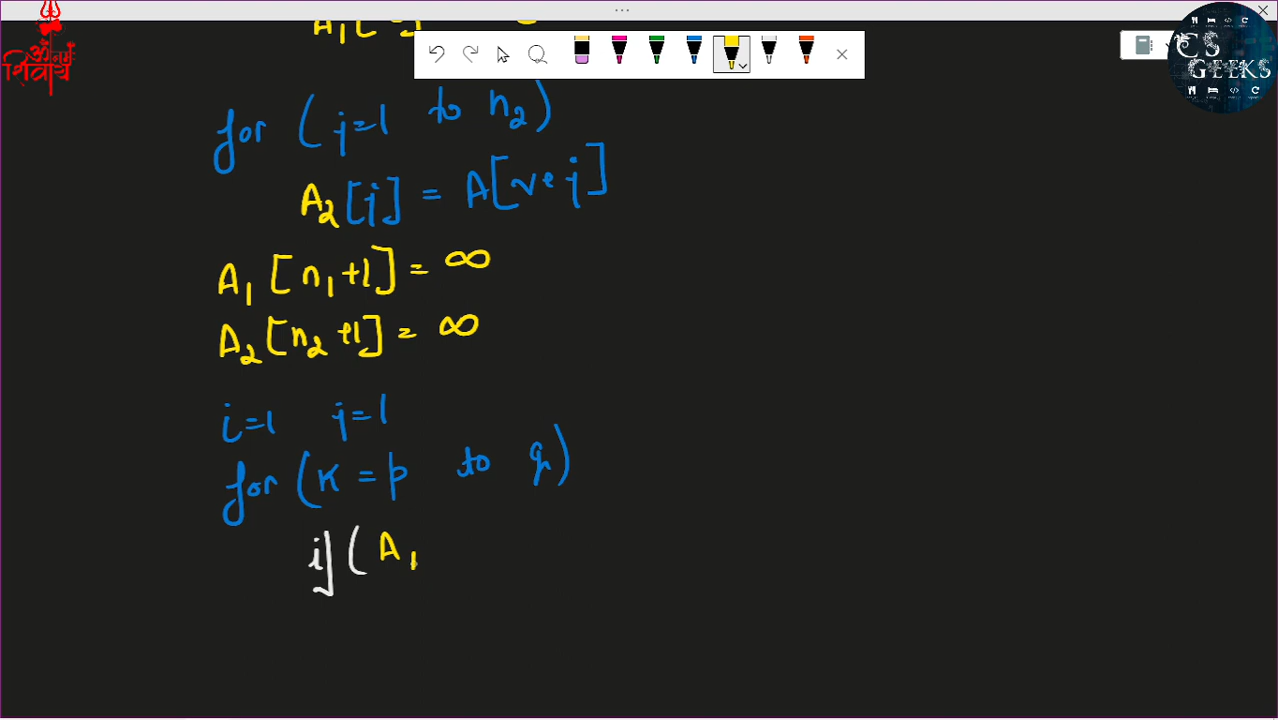 ॐ नमः
शिवाय
CS
GEEKS
for (j=1 to n₂)
A₂[j] = A[r+j]
A₁[n₁+1] = ∞
A₂[n₂+1] = ∞
i=1 j=1
for (K = p to q)
if (A₁